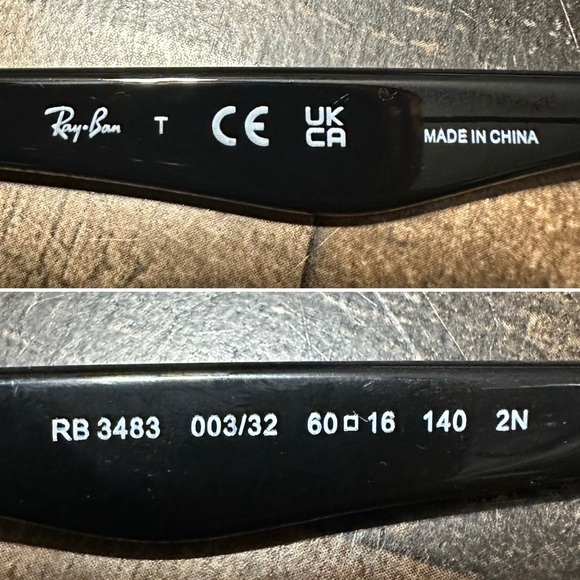 Ray-Ban T CE UK
CA MADE IN CHINA
RB 3483 003/32 60□16 140 2N